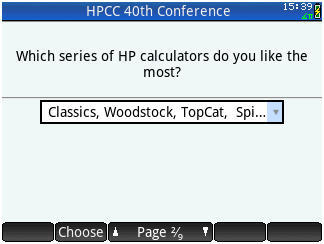 HPCC 40th Conference 15:39
Which series of HP calculators do you like the
most?
Classics, Woodstock, TopCat, Spi...
Choose Page 2/9